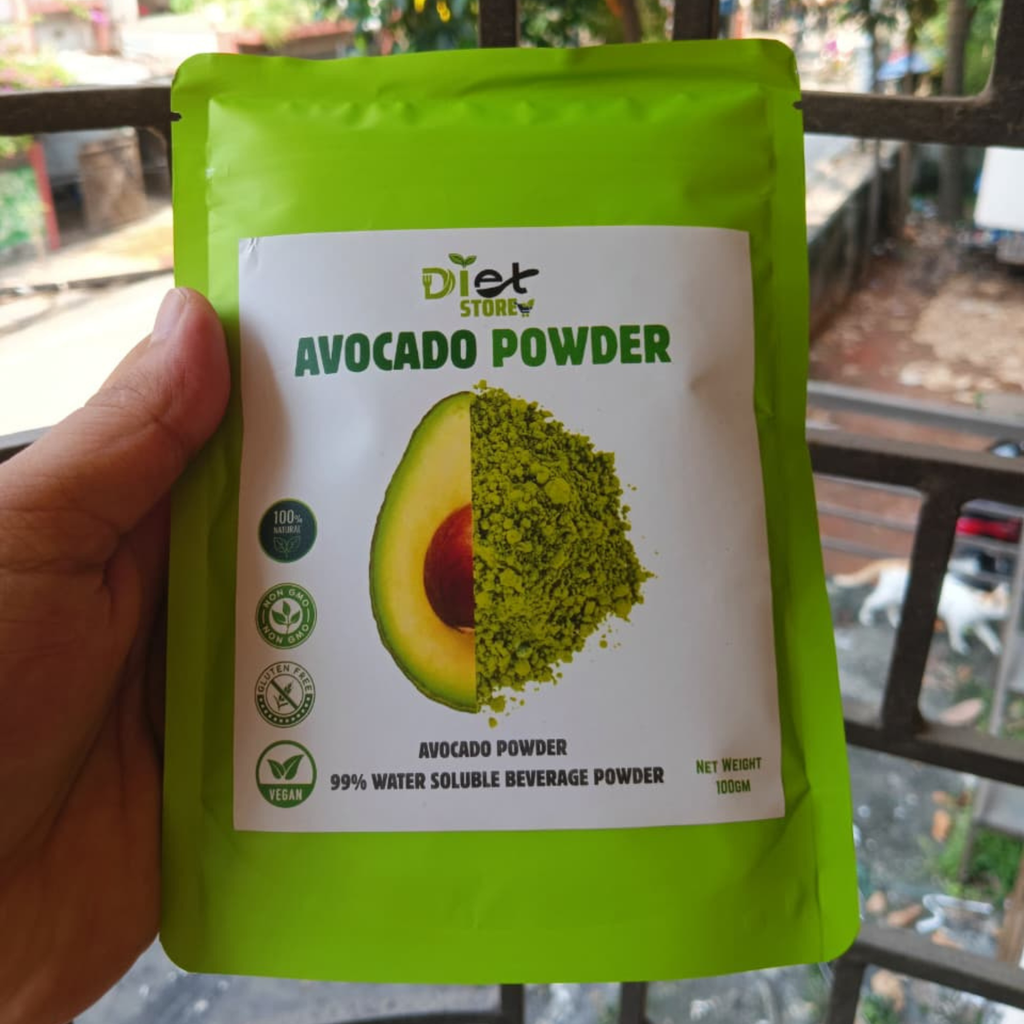 Diet
STORE
AVOCADO POWDER
100%
NATURAL
NON GMO
NON GMO
GLUTEN FREE
VEGAN
AVOCADO POWDER
99% WATER SOLUBLE BEVERAGE POWDER
NET WEIGHT
100GM